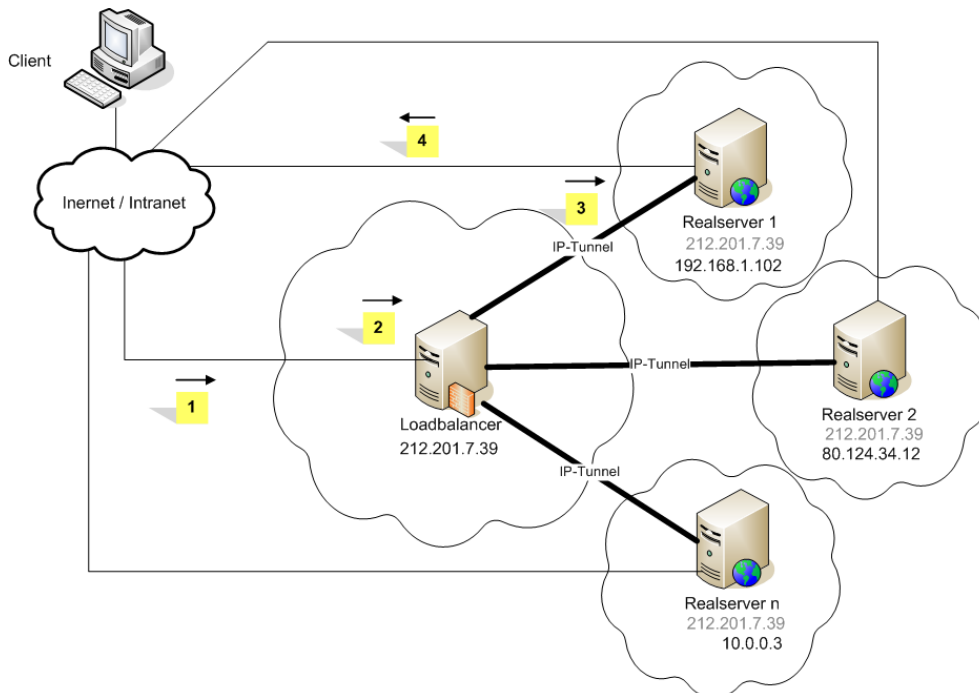 Client
Inernet / Intranet
4
3
Realserver 1
212.201.7.39
192.168.1.102
IP-Tunnel
2
IP-Tunnel
1
Loadbalancer
212.201.7.39
Realserver 2
212.201.7.39
80.124.34.12
IP-Tunnel
Realserver n
212.201.7.39
10.0.0.3